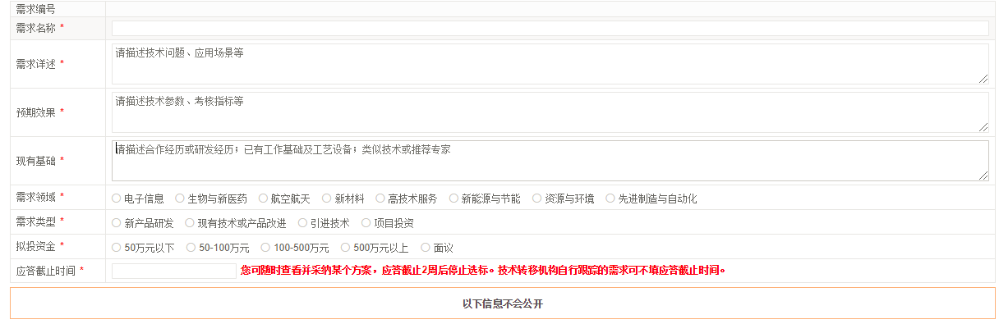 需求编号
需求名称 *
需求详述 * 请描述技术问题、应用场景等
预期效果 * 请描述技术参数、考核指标等
现有基础 * 请描述合作经历或研发经历；已有工作基础及工艺设备；类似技术或推荐专家
需求领域 * 电子信息 生物与新医药 航空航天 新材料 高技术服务 新能源与节能 资源与环境 先进制造与自动化
需求类型 * 新产品研发 现有技术或产品改进 引进技术 项目投资
拟投资金 * 50万元以下 50-100万元 100-500万元 500万元以上 面议
应答截止时间 * 您可随时查看并采纳某个方案，应答截止2周后停止选标。技术转移机构自行跟踪的需求可不填应答截止时间。
以下信息不会公开